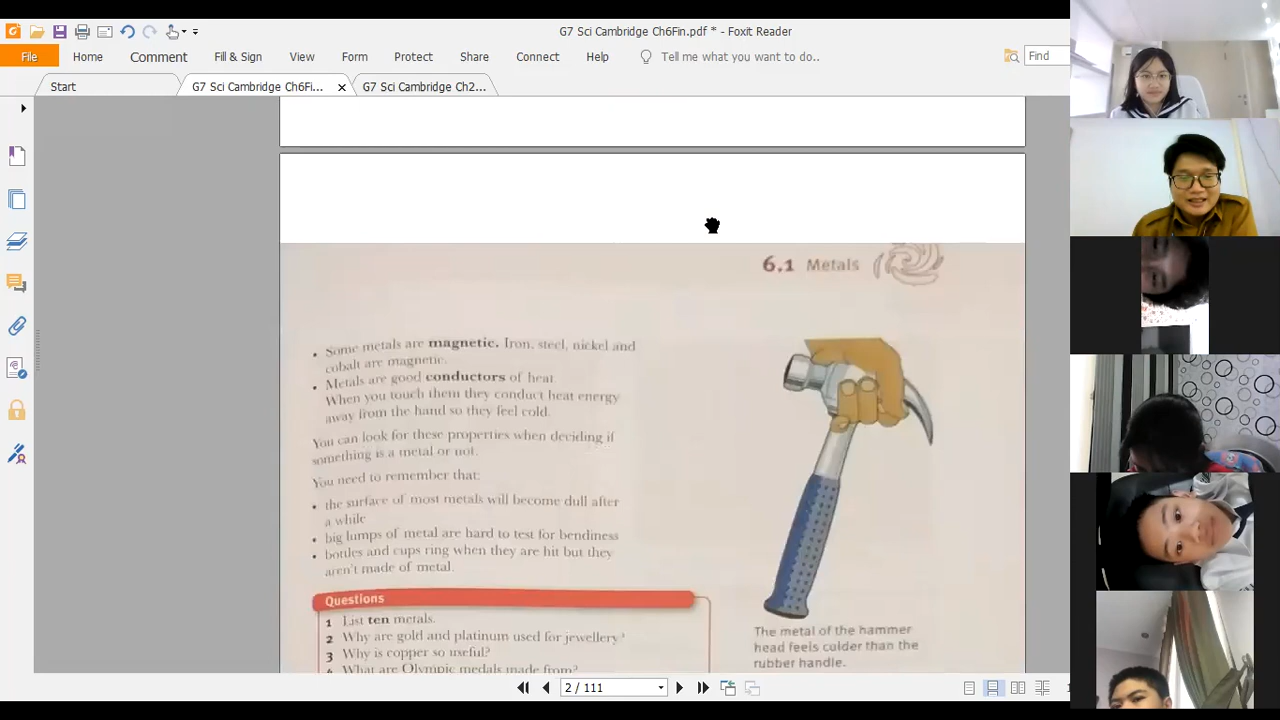 G7 Sci Cambridge Ch6Fin.pdf * - Foxit Reader
File Home Comment Fill & Sign View Form Protect Share Connect Help Tell me what you want to do.. Find
Start G7 Sci Cambridge Ch6Fi... x G7 Sci Cambridge Ch2...
6.1 Metals
• Some metals are magnetic. Iron, steel, nickel and
cobalt are magnetic.
• Metals are good conductors of heat
When you touch them they conduct heat energy
away from the hand so they feel cold.
You can look for these properties when deciding if
something is a metal or not.
You need to remember that:
• the surface of most metals will become dull after
a while
• big lumps of metal are hard to test for bendiness
• bottles and cups ring when they are hit but they
aren't made of metal.
Questions
1 List ten metals.
2 Why are gold and platinum used for jewellery?
3 Why is copper so useful?
4 What are Olympic medals made from?
The metal of the hammer
head feels colder than the
rubber handle.
2 / 111